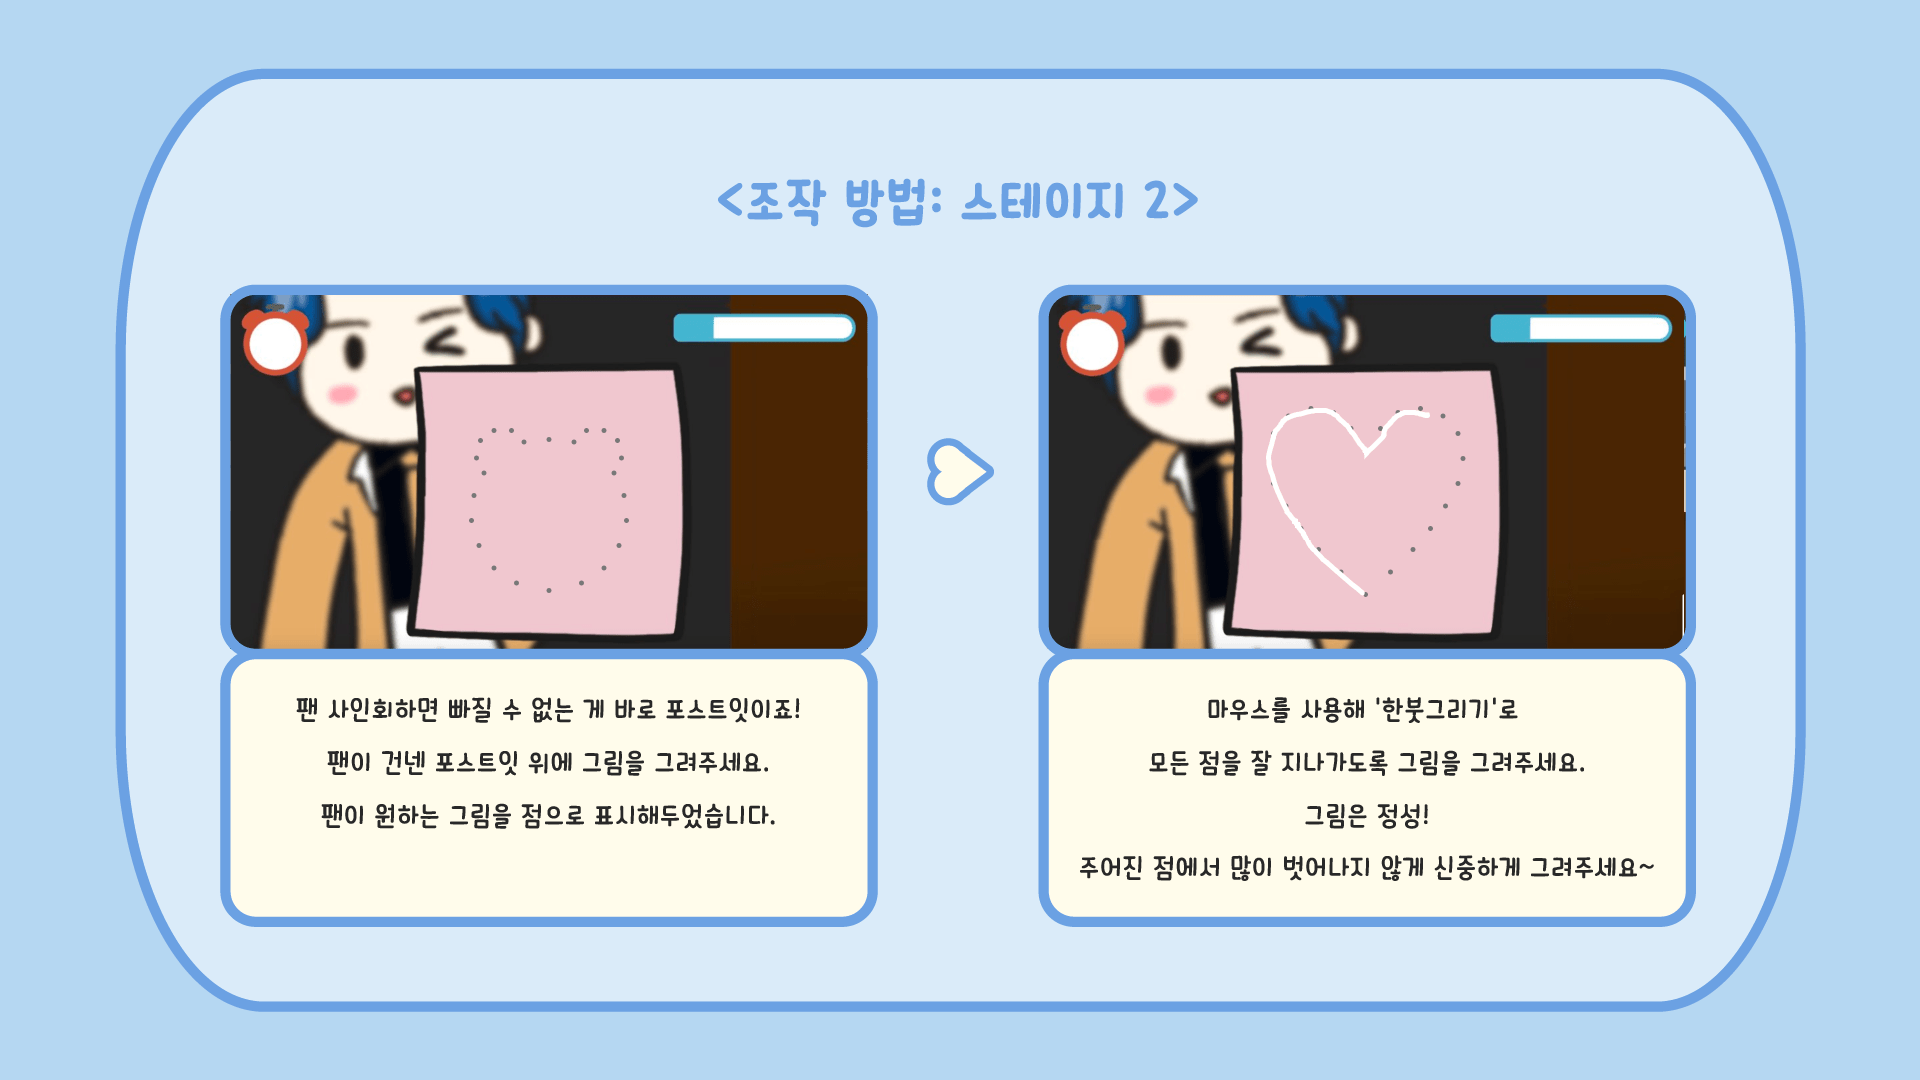 <조작 방법: 스테이지 2>
팬 사인회하면 빠질 수 없는 게 바로 포스트잇이죠!
팬이 건넨 포스트잇 위에 그림을 그려주세요.
팬이 원하는 그림을 점으로 표시해두었습니다.
마우스를 사용해 '한붓그리기'로
모든 점을 잘 지나가도록 그림을 그려주세요.
그림은 정성!
주어진 점에서 많이 벗어나지 않게 신중하게 그려주세요~